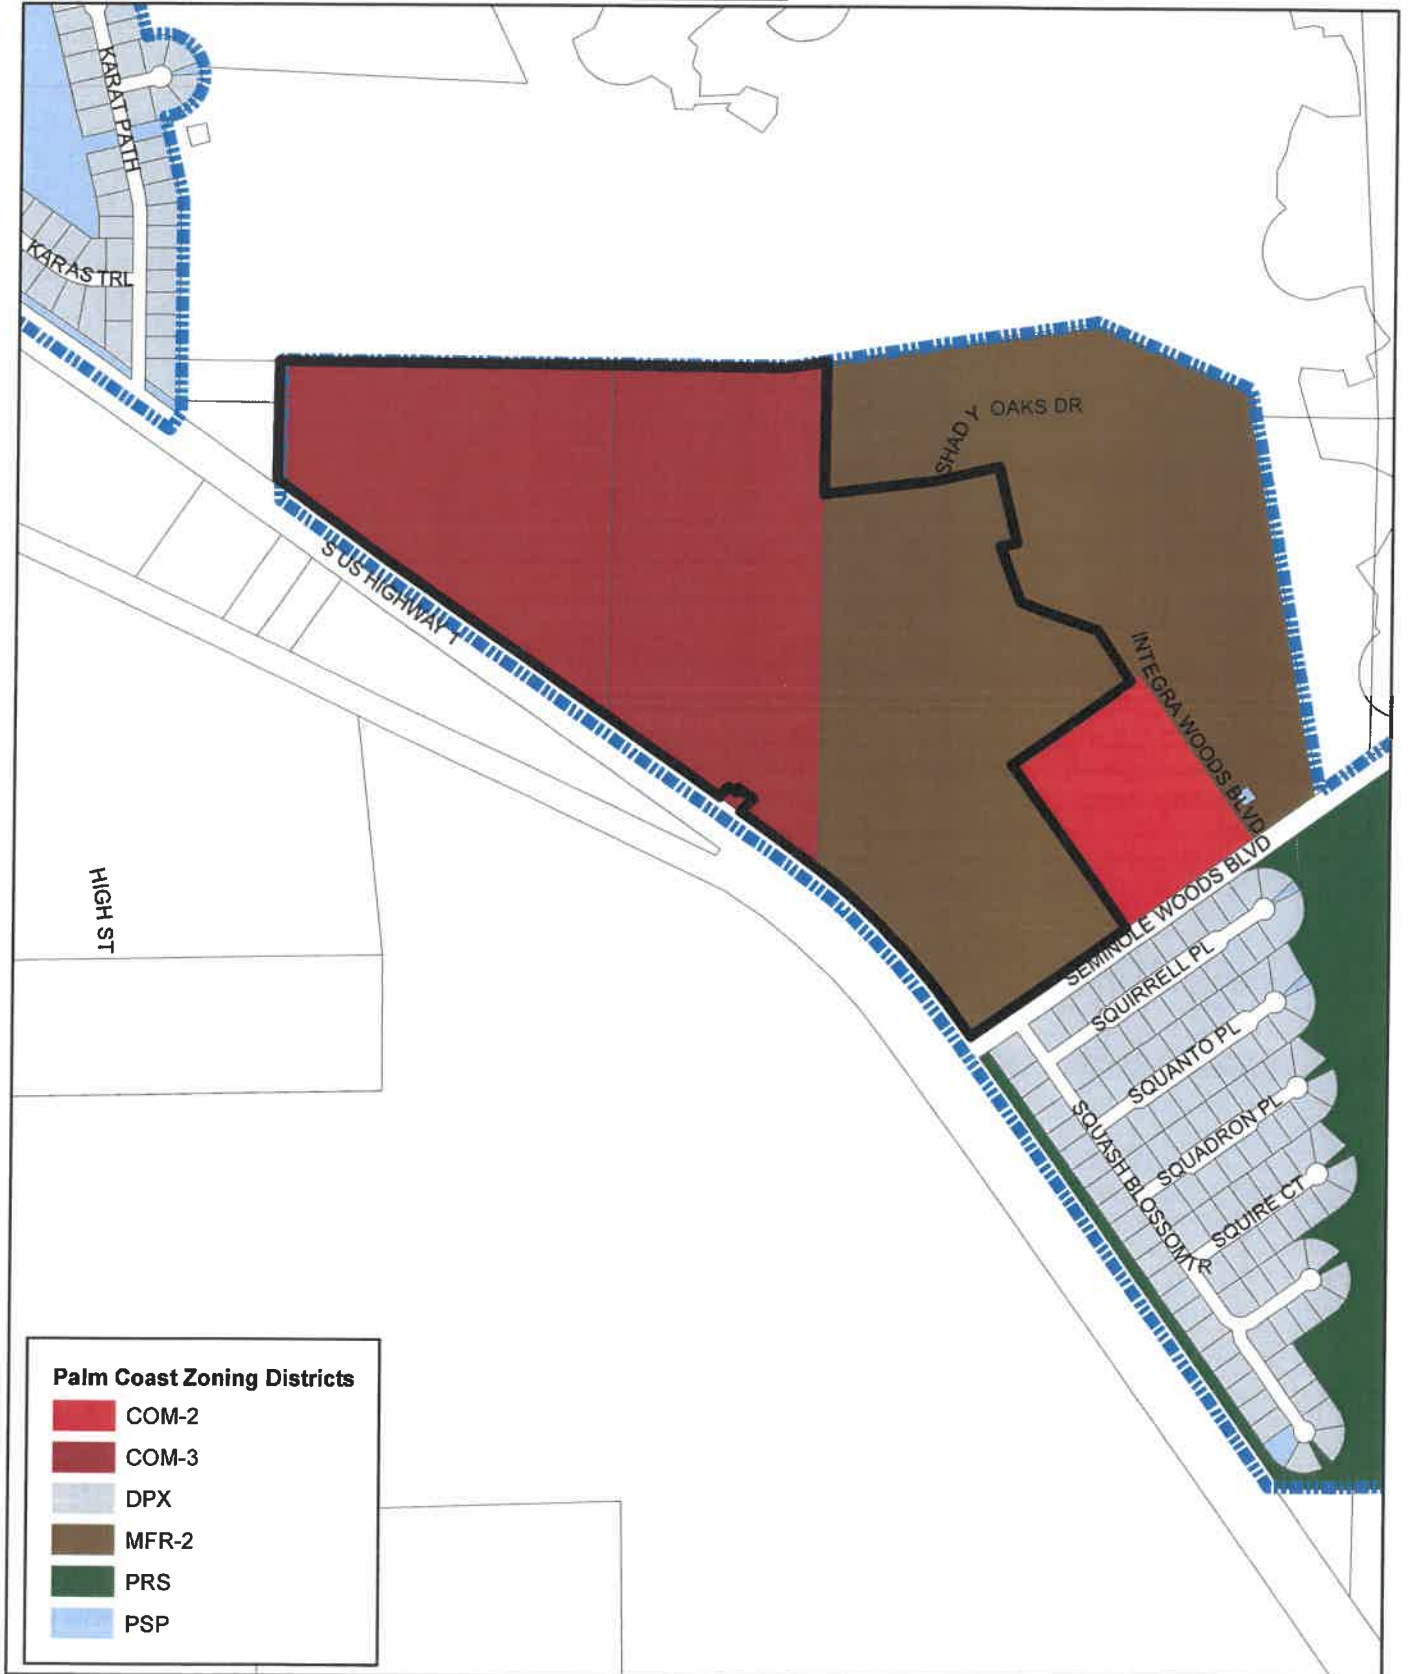 KARAT PATH
KARAS TRL
SHADY OAKS DR
S US HIGHWAY 1
INTEGRA WOODS BLVD
SEMINOLE WOODS BLVD
HIGH ST
SQUIRRELL PL
SQUANTO PL
SQUADRON PL
SQUASH BLOSSOM TR
SQUIRE CT
Palm Coast Zoning Districts
COM-2
COM-3
DPX
MFR-2
PRS
PSP